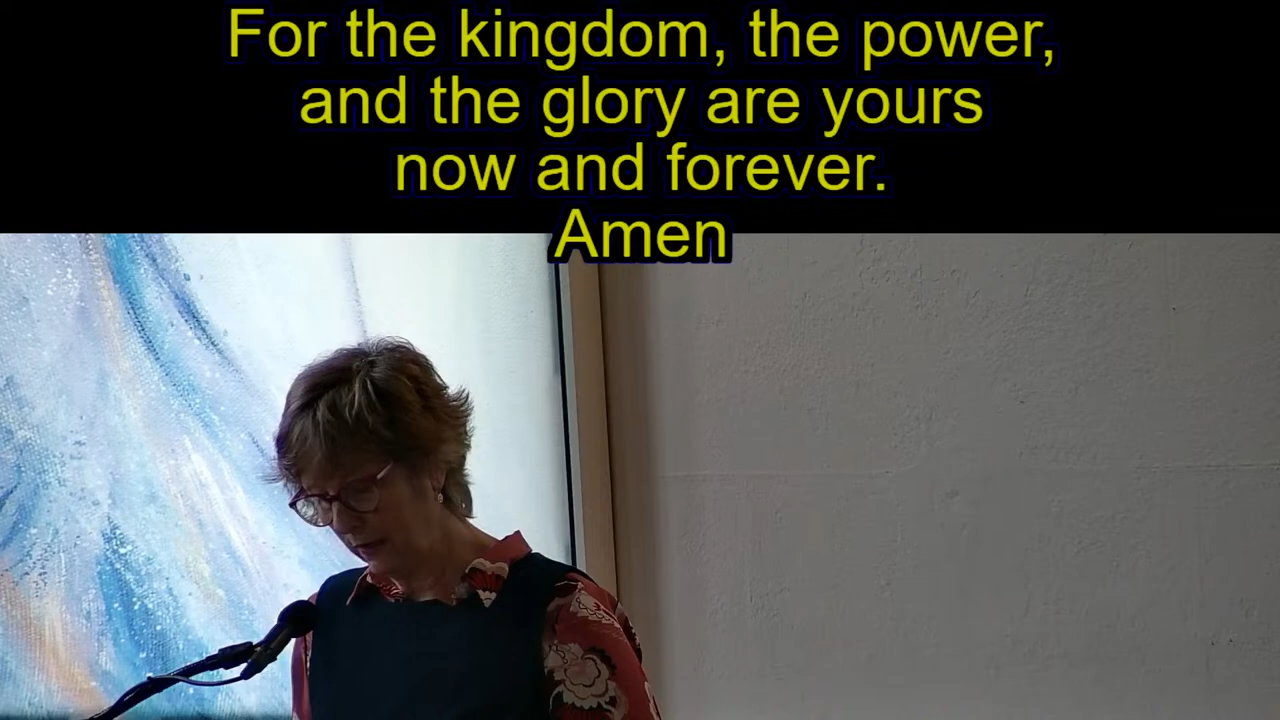 For the kingdom, the power,
and the glory are yours
now and forever.
Amen